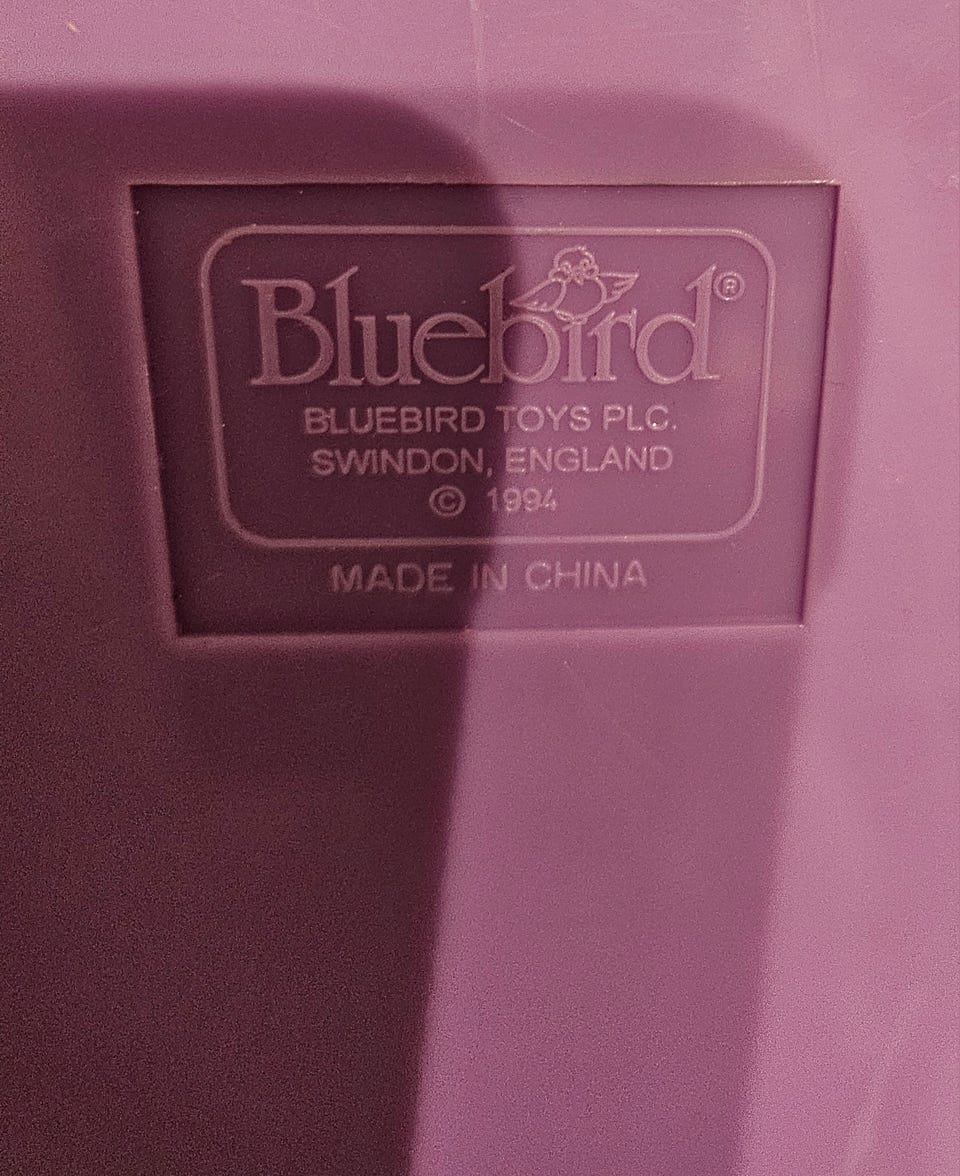 Bluebird®
BLUEBIRD TOYS PLC.
SWINDON, ENGLAND
© 1994
MADE IN CHINA